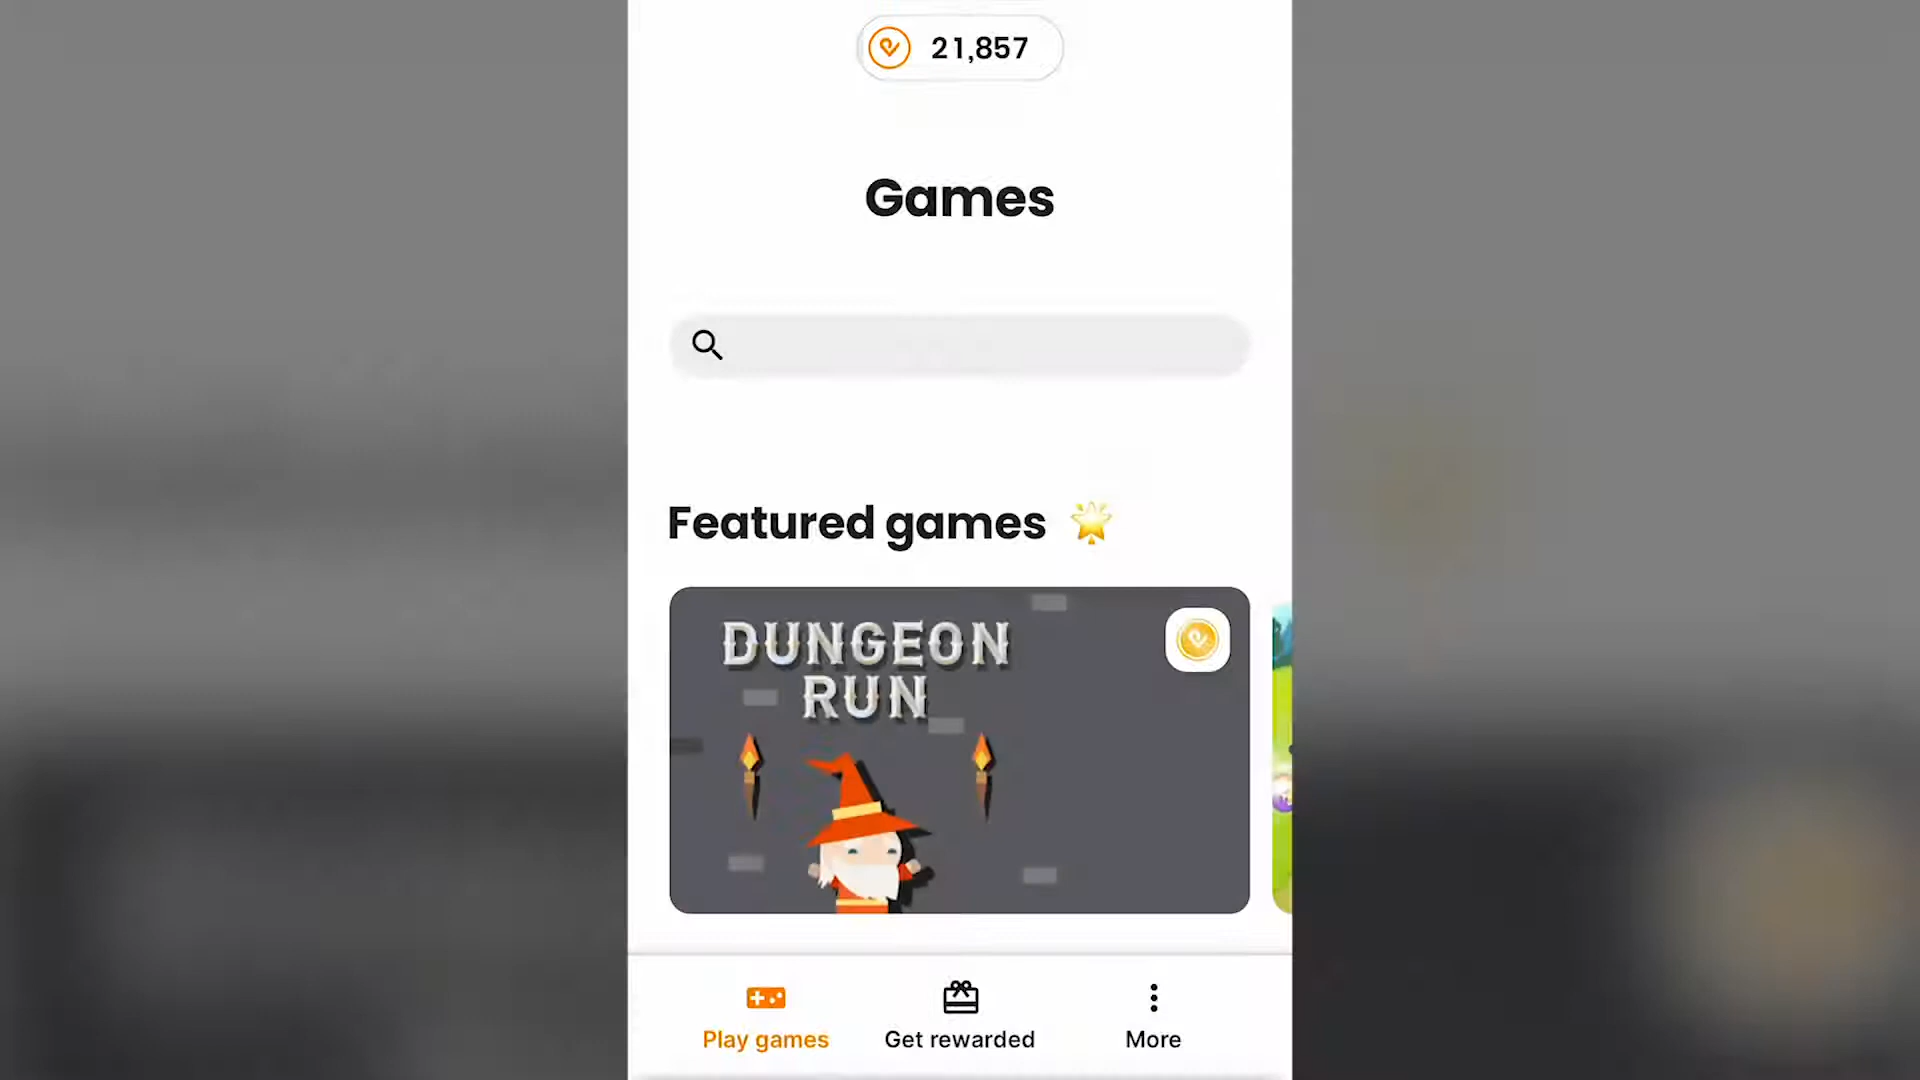 21,857
Games
Featured games
DUNGEON
RUN
Play games
Get rewarded
More